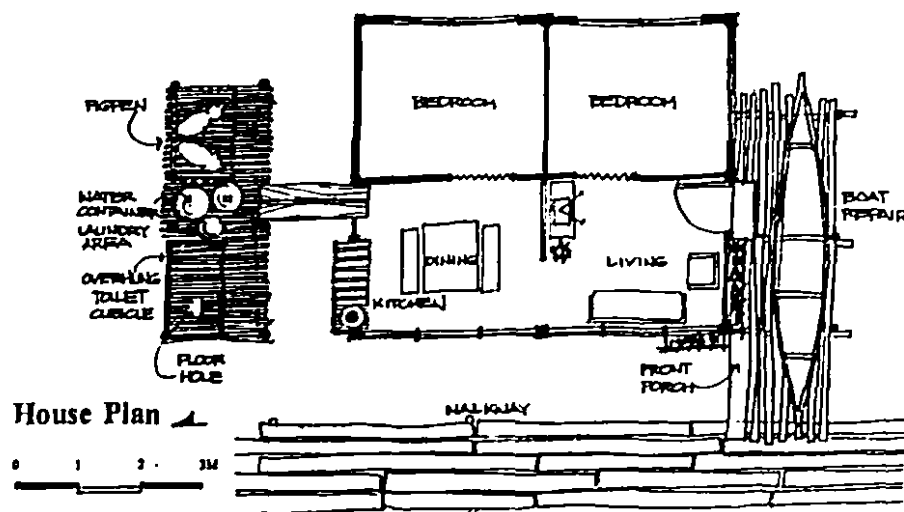 BEDROOM
BEDROOM
PIGPEN
WATER
CONTAINER
LAUNDRY
AREA
OVERHUNG
TOILET
CUBICLE
FLOOR
HOLE
DINING
KITCHEN
LIVING
BOAT
REPAIR
FRONT
PORCH
WALKWAY
House Plan
0 1 2 3M